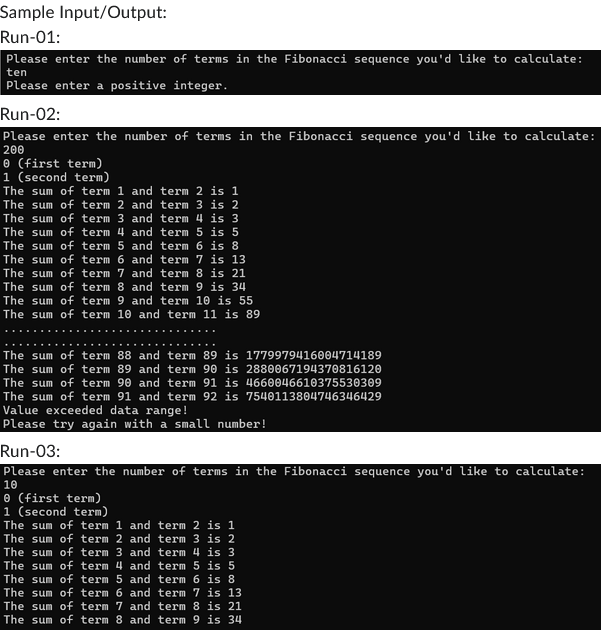 Sample Input/Output:
Run-01:
Please enter the number of terms in the Fibonacci sequence you'd like to calculate:
ten
Please enter a positive integer.
Run-02:
Please enter the number of terms in the Fibonacci sequence you'd like to calculate:
200
0 (first term)
1 (second term)
The sum of term 1 and term 2 is 1
The sum of term 2 and term 3 is 2
The sum of term 3 and term 4 is 3
The sum of term 4 and term 5 is 5
The sum of term 5 and term 6 is 8
The sum of term 6 and term 7 is 13
The sum of term 7 and term 8 is 21
The sum of term 8 and term 9 is 34
The sum of term 9 and term 10 is 55
The sum of term 10 and term 11 is 89
..............................
..............................
The sum of term 88 and term 89 is 1779979416004714189
The sum of term 89 and term 90 is 2880067194370816120
The sum of term 90 and term 91 is 4660046610375530309
The sum of term 91 and term 92 is 7540113804746346429
Value exceeded data range!
Please try again with a small number!
Run-03:
Please enter the number of terms in the Fibonacci sequence you'd like to calculate:
10
0 (first term)
1 (second term)
The sum of term 1 and term 2 is 1
The sum of term 2 and term 3 is 2
The sum of term 3 and term 4 is 3
The sum of term 4 and term 5 is 5
The sum of term 5 and term 6 is 8
The sum of term 6 and term 7 is 13
The sum of term 7 and term 8 is 21
The sum of term 8 and term 9 is 34